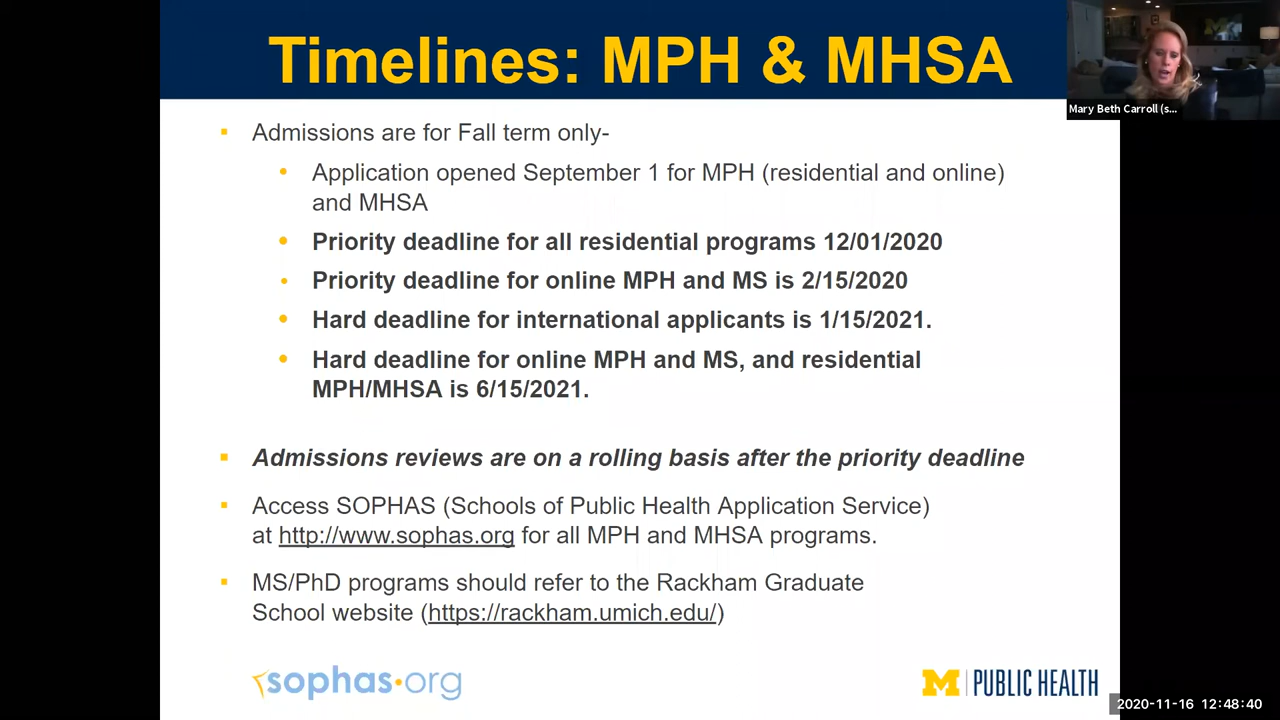 Timelines: MPH & MHSA
Mary Beth Carroll (s...
Admissions are for Fall term only-
Application opened September 1 for MPH (residential and online)
and MHSA
Priority deadline for all residential programs 12/01/2020
Priority deadline for online MPH and MS is 2/15/2020
Hard deadline for international applicants is 1/15/2021.
Hard deadline for online MPH and MS, and residential
MPH/MHSA is 6/15/2021.
Admissions reviews are on a rolling basis after the priority deadline
Access SOPHAS (Schools of Public Health Application Service)
at http://www.sophas.org for all MPH and MHSA programs.
MS/PhD programs should refer to the Rackham Graduate
School website (https://rackham.umich.edu/)
sophas.org
M PUBLIC HEALTH
2020-11-16 12:48:40